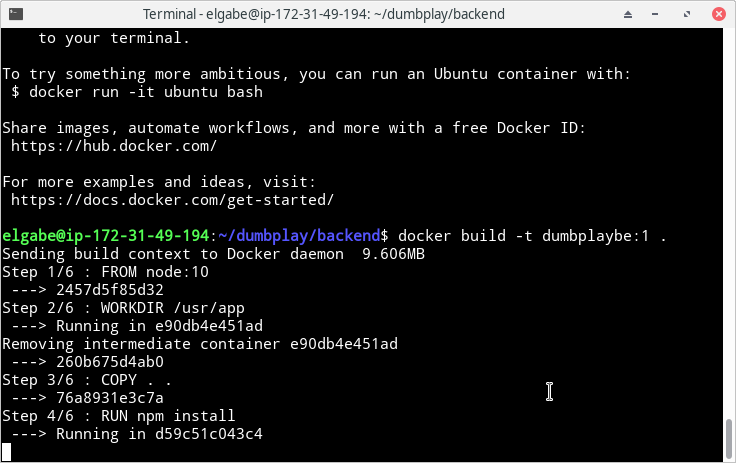 Terminal - elgabe@ip-172-31-49-194: ~/dumbplay/backend
to your terminal.
To try something more ambitious, you can run an Ubuntu container with:
$ docker run -it ubuntu bash
Share images, automate workflows, and more with a free Docker ID:
https://hub.docker.com/
For more examples and ideas, visit:
https://docs.docker.com/get-started/
elgabe@ip-172-31-49-194:~/dumbplay/backend$ docker build -t dumbplaybe:1 .
Sending build context to Docker daemon  9.606MB
Step 1/6 : FROM node:10
---> 2457d5f85d32
Step 2/6 : WORKDIR /usr/app
---> Running in e90db4e451ad
Removing intermediate container e90db4e451ad
---> 260b675d4ab0
Step 3/6 : COPY . .
---> 76a8931e3c7a
Step 4/6 : RUN npm install
---> Running in d59c51c043c4